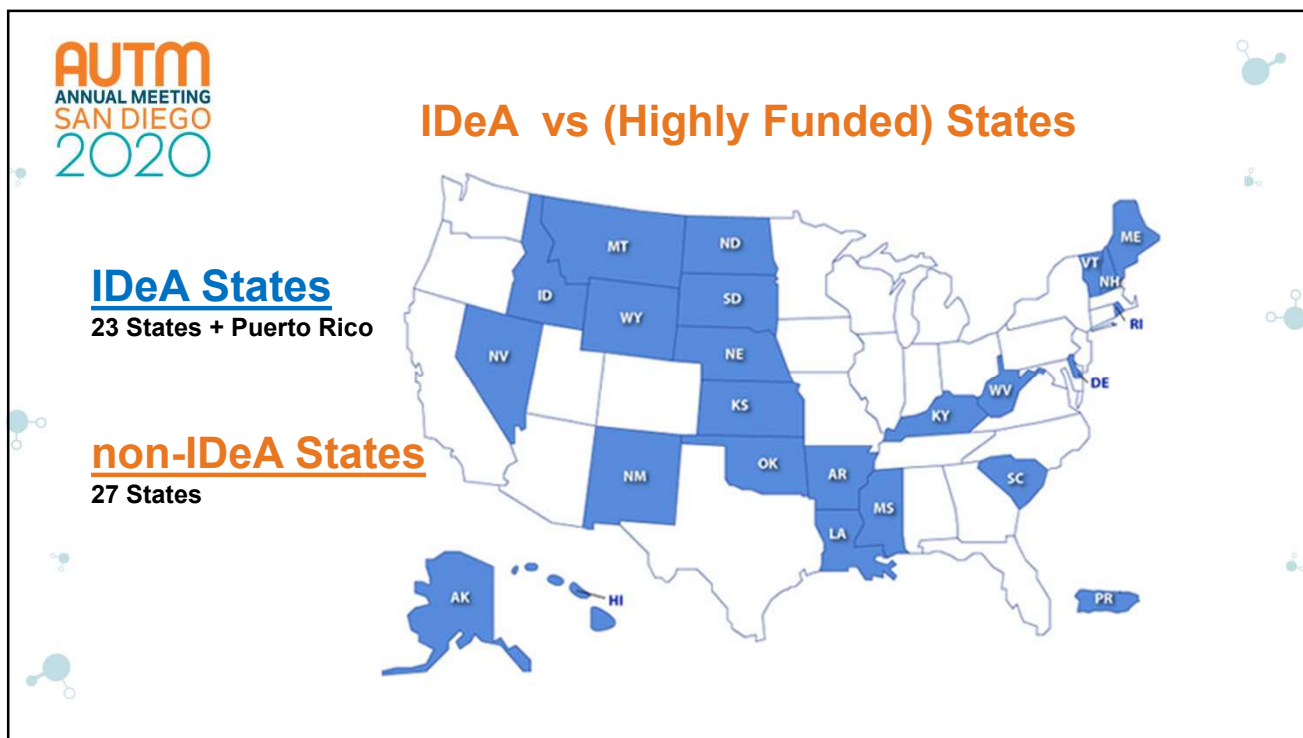 AUTM
ANNUAL MEETING
SAN DIEGO
2020
IDeA vs (Highly Funded) States
IDeA States
23 States + Puerto Rico
non-IDeA States
27 States
MT
ND
ME
VT
NH
ID
SD
WY
RI
NV
NE
DE
WV
KS
KY
NM
OK
AR
SC
MS
LA
AK
HI
PR